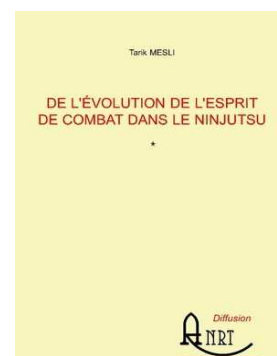 Tarik MESLI
DE L'ÉVOLUTION DE L'ESPRIT
DE COMBAT DANS LE NINJUTSU
*
Diffusion
ANRT